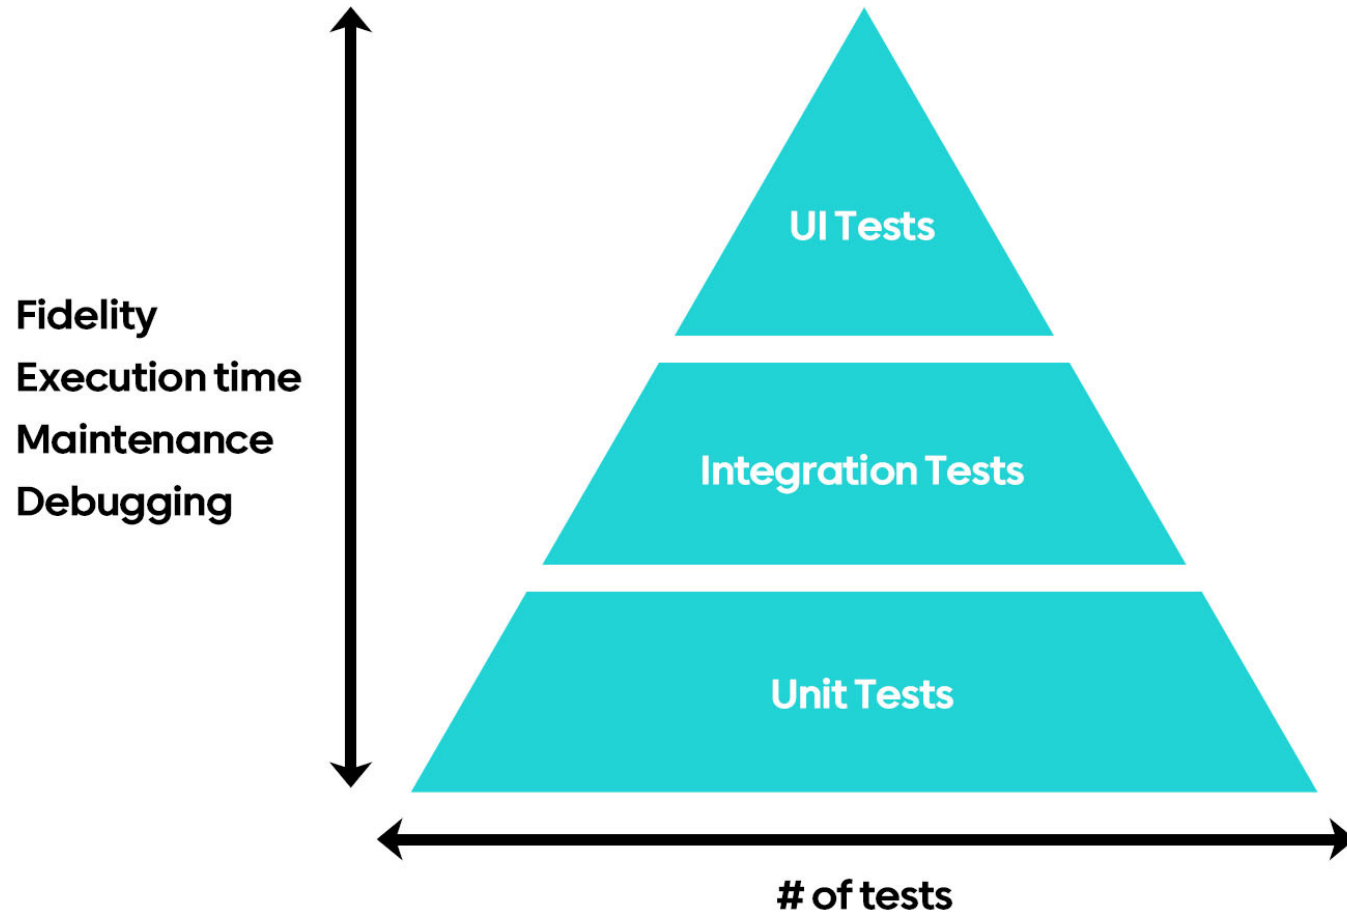 UI Tests
Fidelity
Execution time
Maintenance
Debugging
Integration Tests
Unit Tests
# of tests